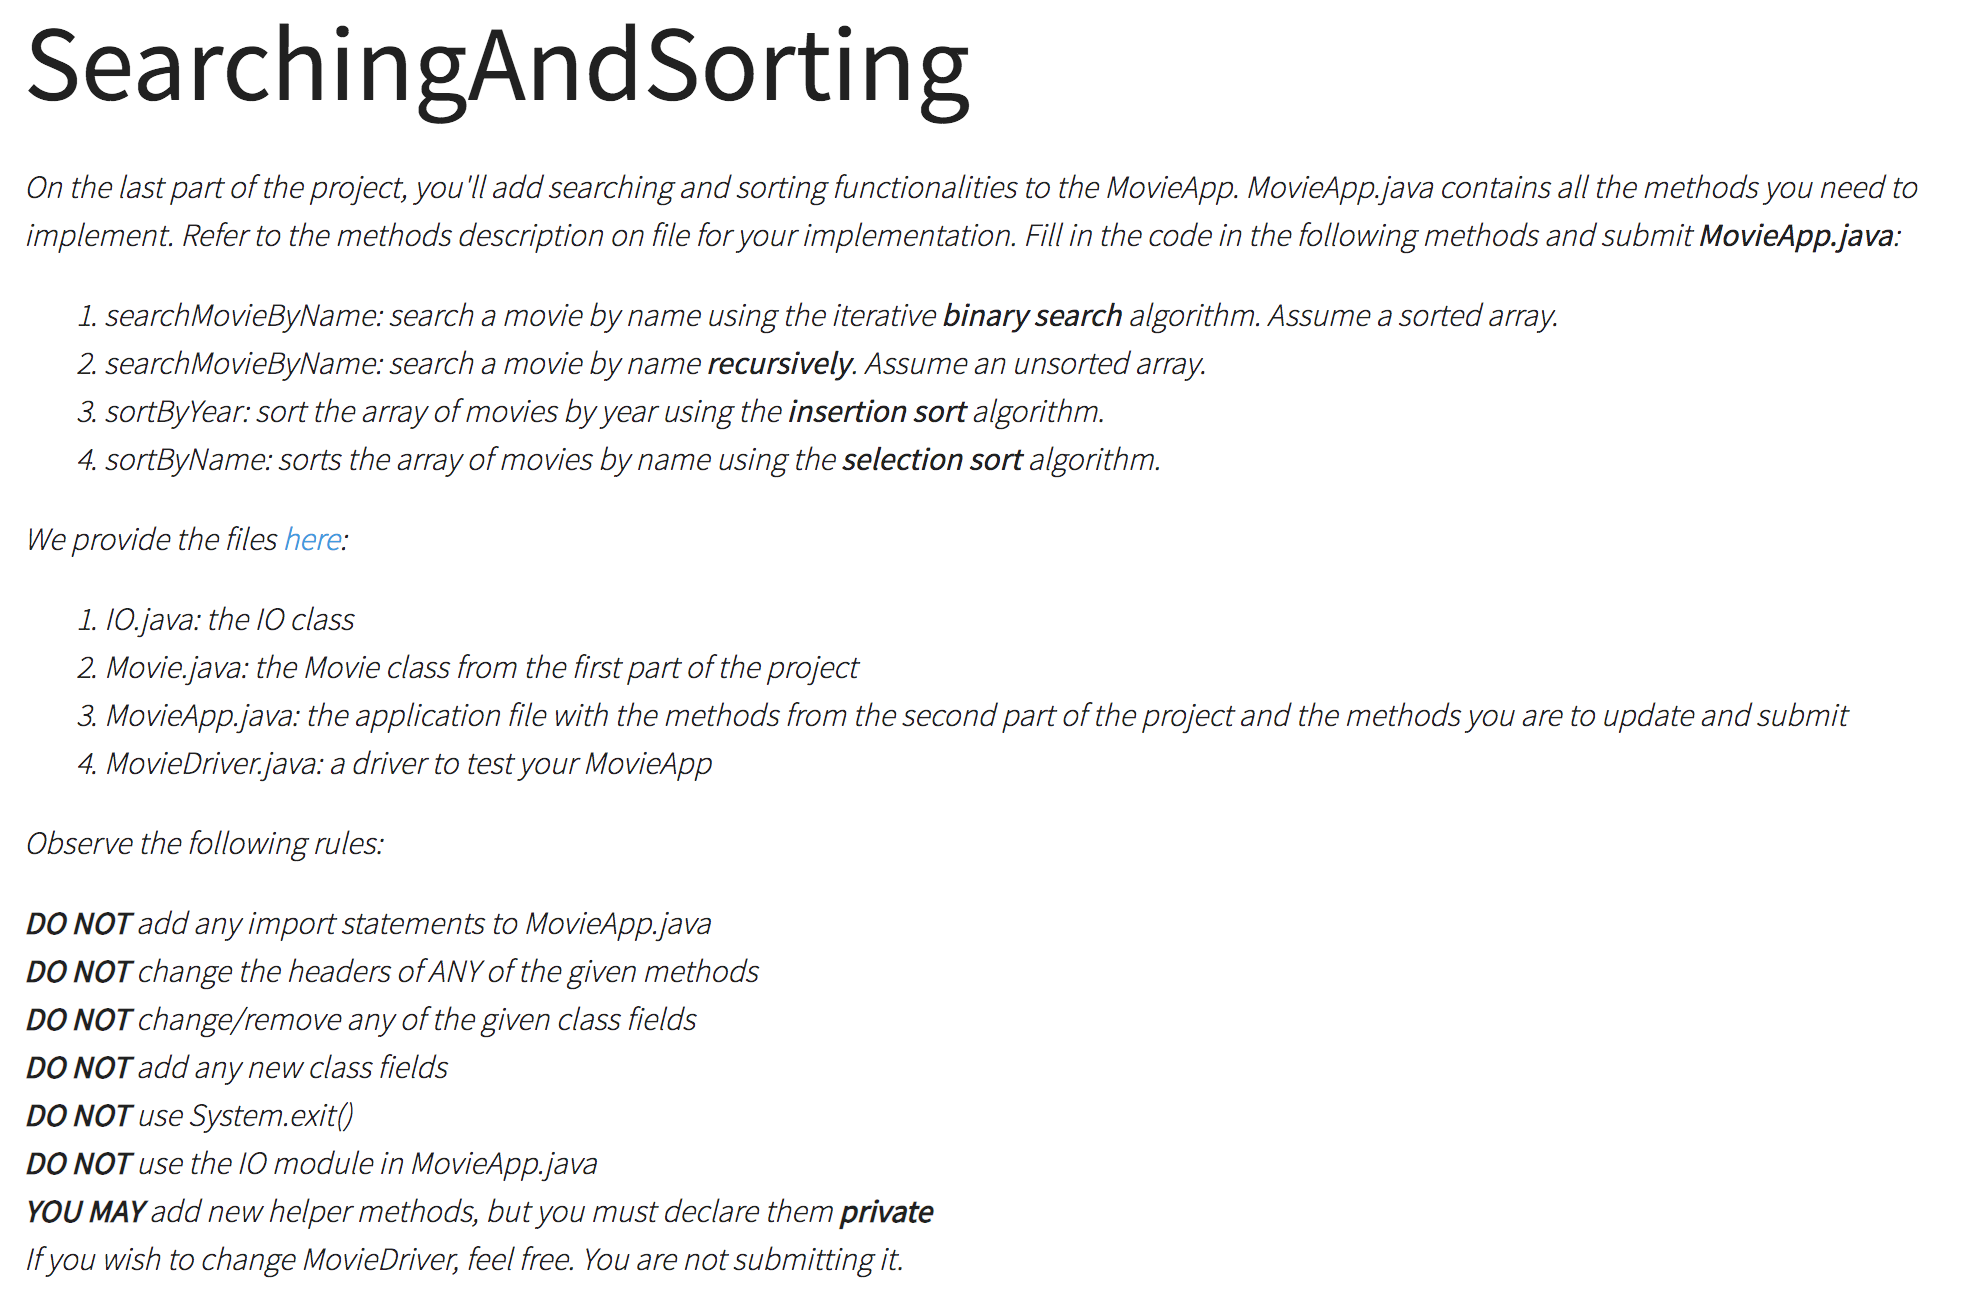 SearchingAndSorting
On the last part of the project, you'll add searching and sorting functionalities to the MovieApp. MovieApp.java contains all the methods you need to
implement. Refer to the methods description on file for your implementation. Fill in the code in the following methods and submit MovieApp.java:
1. searchMovieByName: search a movie by name using the iterative binary search algorithm. Assume a sorted array.
2. searchMovieByName: search a movie by name recursively. Assume an unsorted array.
3. sortByYear: sort the array of movies by year using the insertion sort algorithm.
4. sortByName: sorts the array of movies by name using the selection sort algorithm.
We provide the files here:
1. IO.java: the IO class
2. Movie.java: the Movie class from the first part of the project
3. MovieApp.java: the application file with the methods from the second part of the project and the methods you are to update and submit
4. MovieDriver.java: a driver to test your MovieApp
Observe the following rules:
DO NOT add any import statements to MovieApp.java
DO NOT change the headers of ANY of the given methods
DO NOT change/remove any of the given class fields
DO NOT add any new class fields
DO NOT use System.exit()
DO NOT use the IO module in MovieApp.java
YOU MAY add new helper methods, but you must declare them private
If you wish to change MovieDriver, feel free. You are not submitting it.